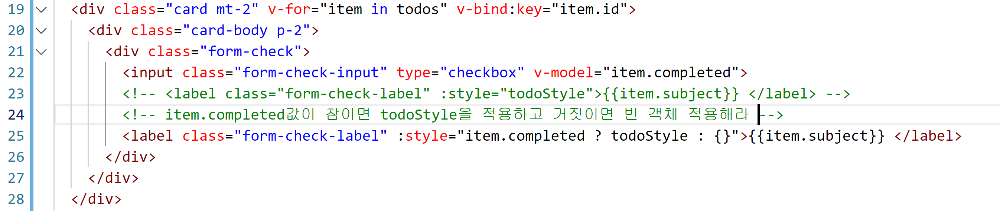 19 <div class="card mt-2" v-for="item in todos" v-bind:key="item.id">
20 <div class="card-body p-2">
21 <div class="form-check">
22 <input class="form-check-input" type="checkbox" v-model="item.completed">
23 <!-- <label class="form-check-label" :style="todoStyle">{{item.subject}} </label> -->
24 <!-- item.completed값이 참이면 todoStyle을 적용하고 거짓이면 빈 객체 적용해라 -->
25 <label class="form-check-label" :style="item.completed ? todoStyle : {}">{{item.subject}} </label>
26 </div>
27 </div>
28 </div>